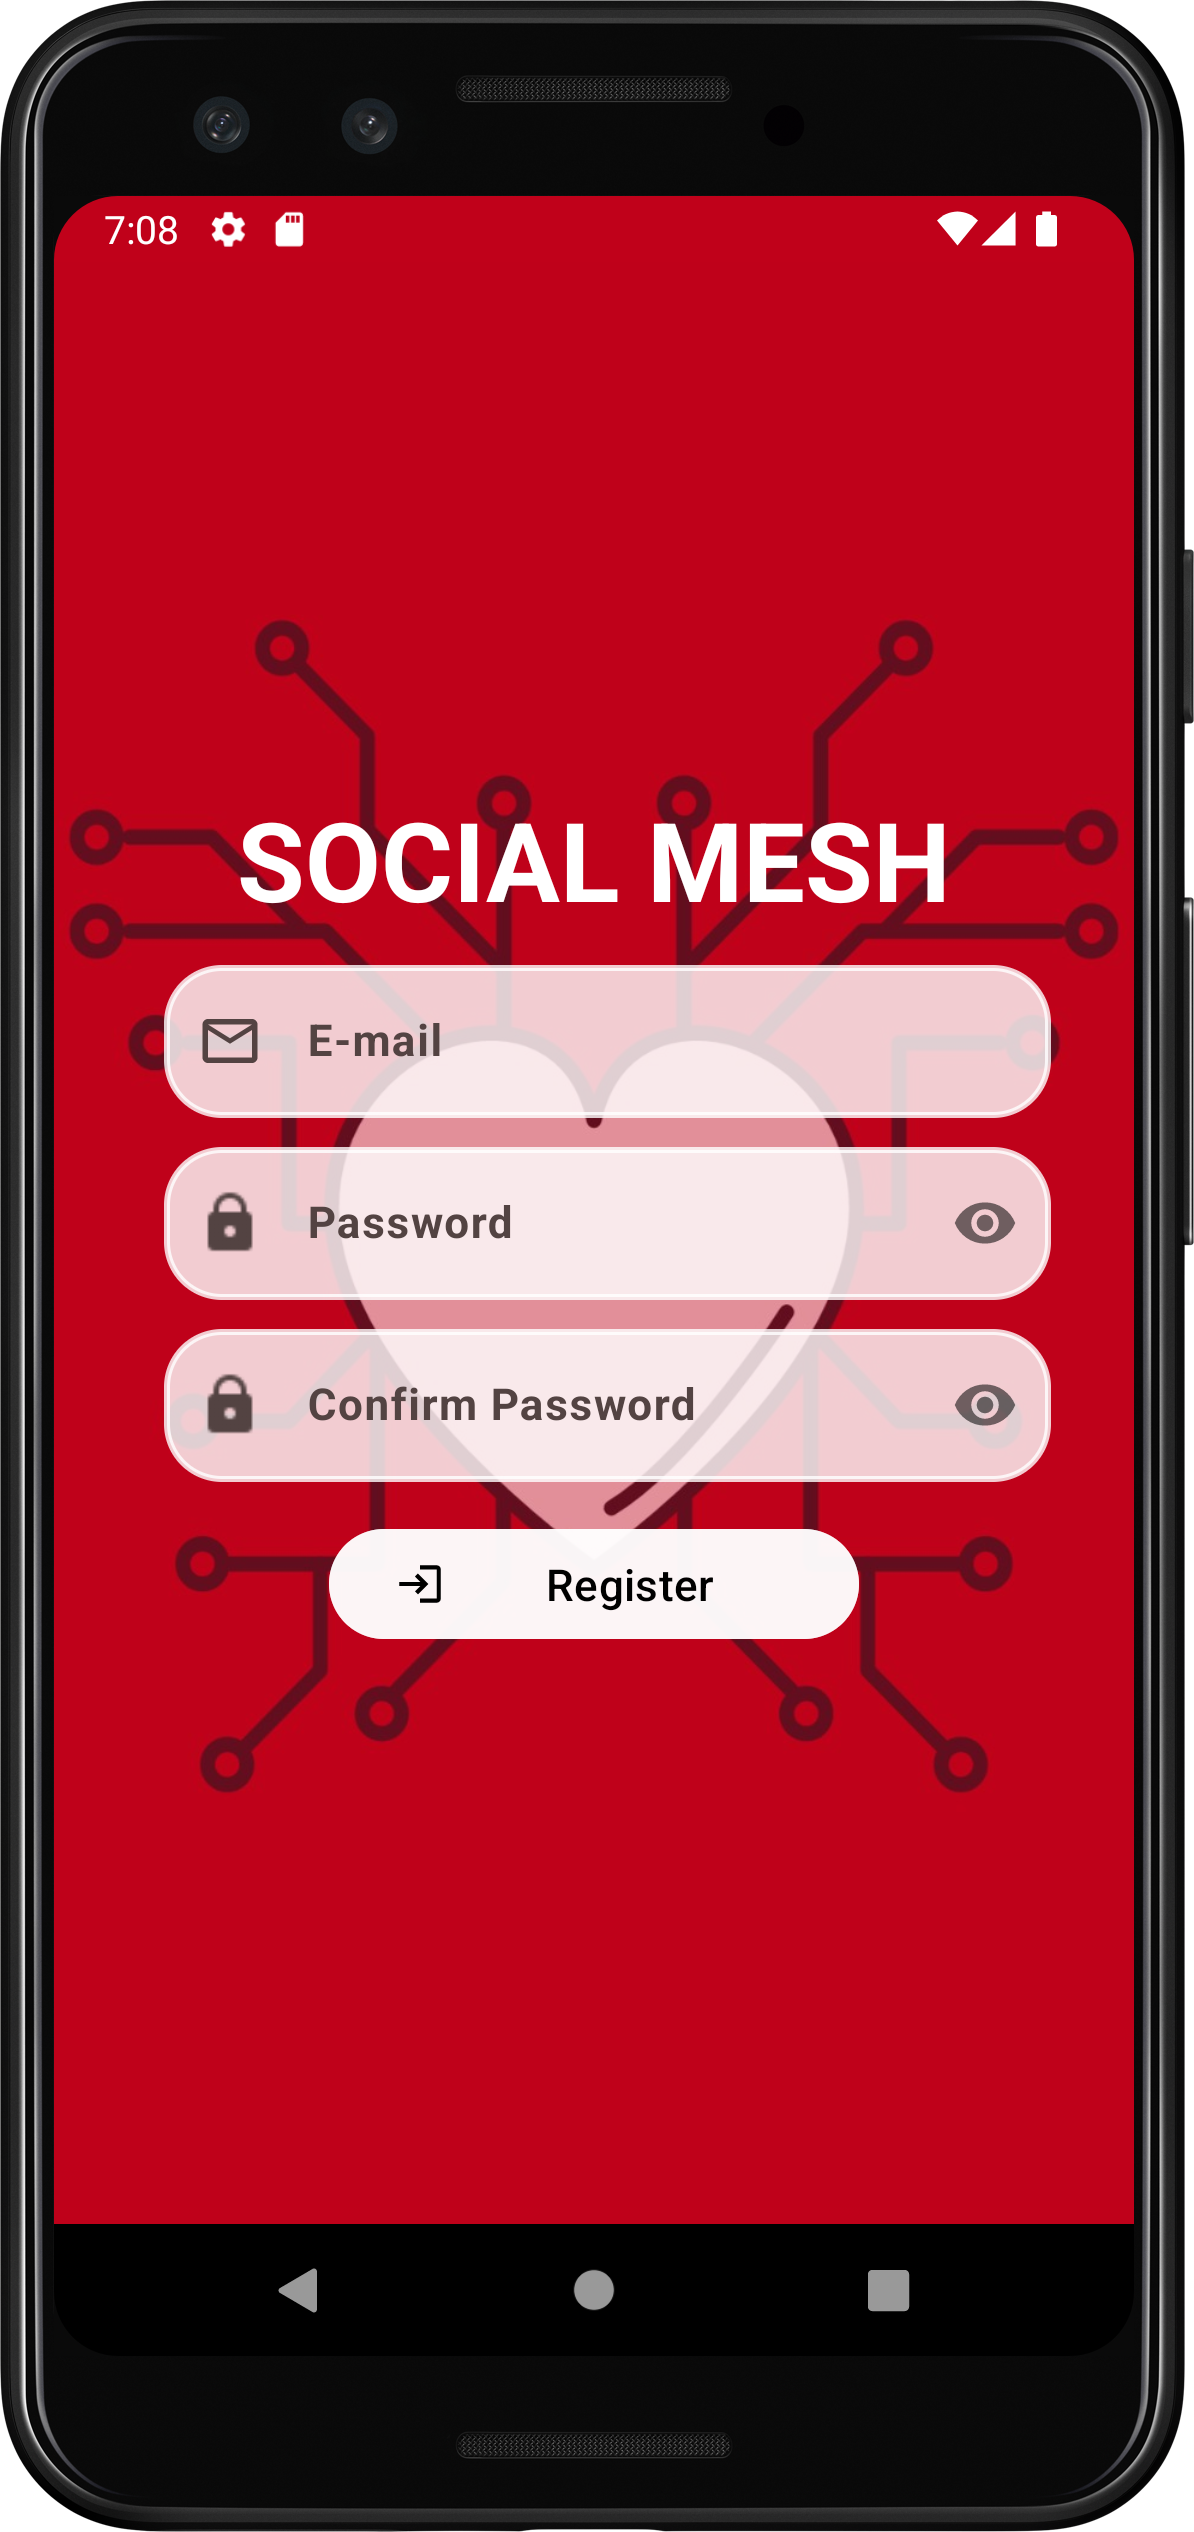 7:08
SOCIAL MESH
E-mail
Password
Confirm Password
Register